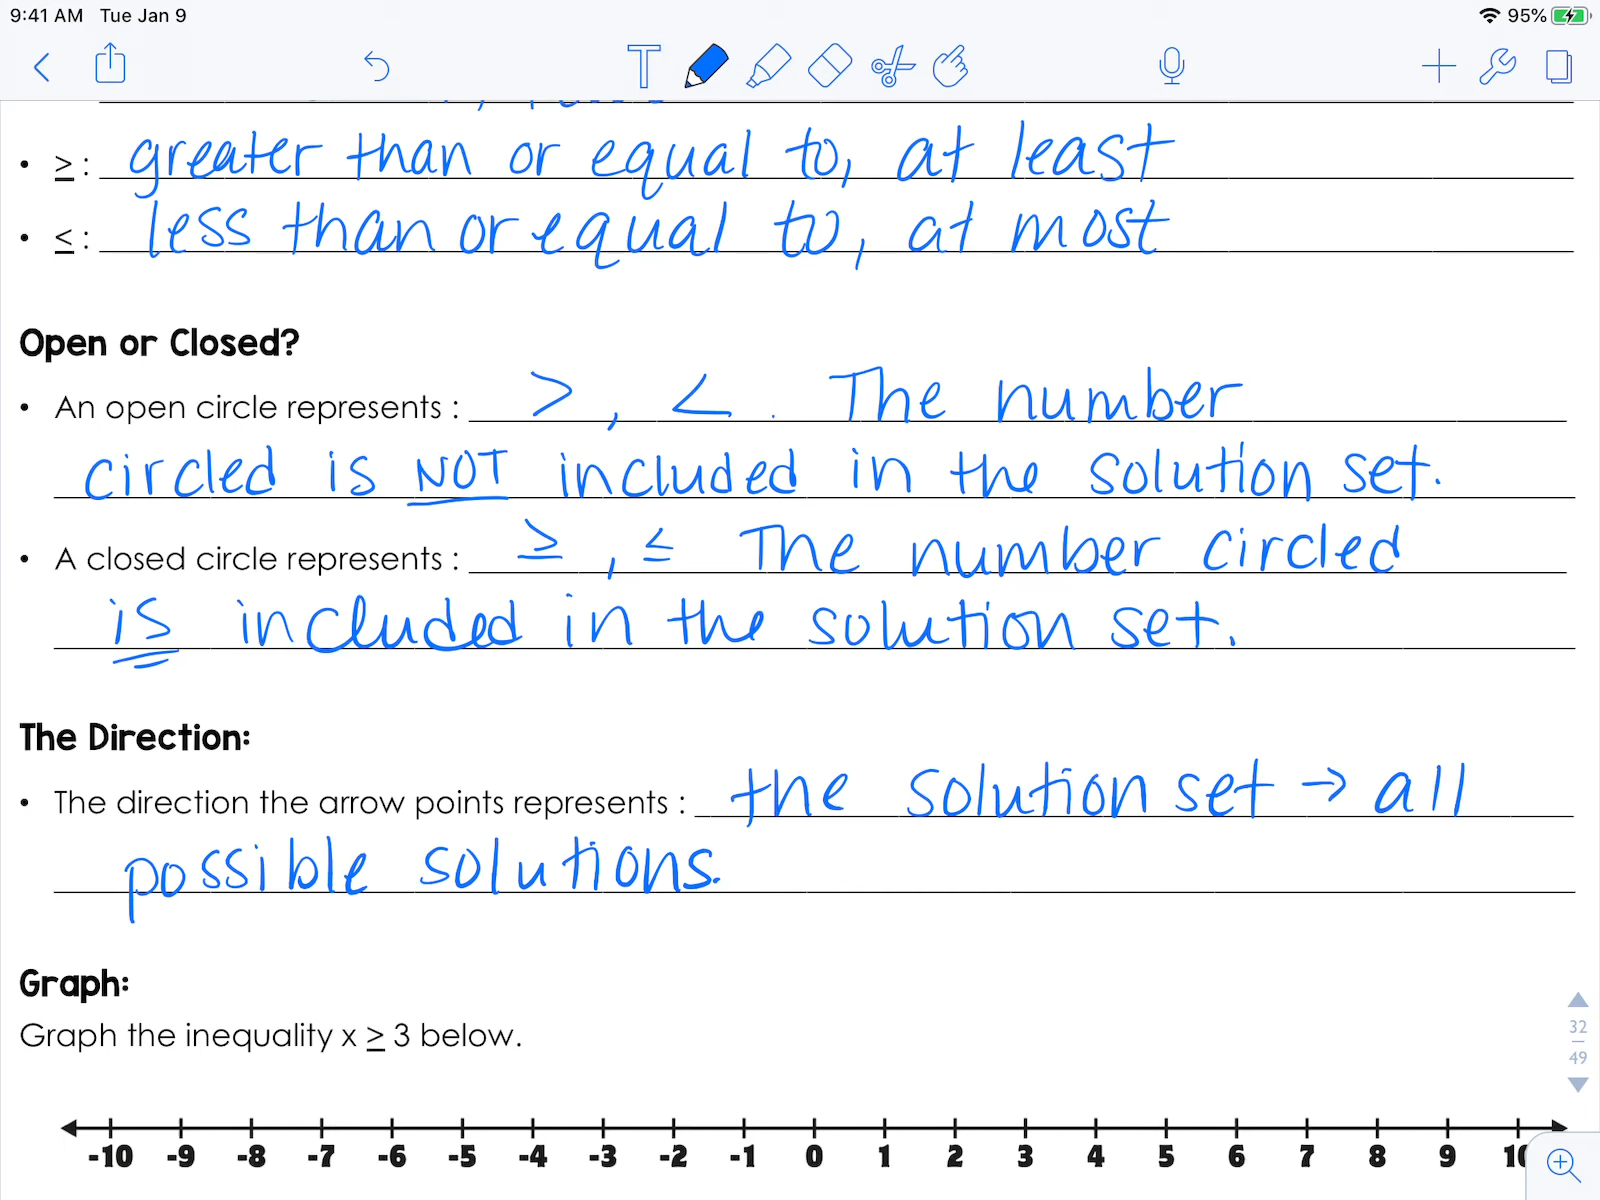 9:41 AM Tue Jan 9 95%
T
• ≥ : greater than or equal to, at least
• ≤ : less than or equal to, at most
Open or Closed?
• An open circle represents : >, <. The number
circled is NOT included in the solution set.
• A closed circle represents : ≥, ≤ The number circled
is included in the solution set.
The Direction:
• The direction the arrow points represents : the solution set → all
possible solutions.
Graph:
Graph the inequality x ≥ 3 below.
32
49
-10 -9 -8 -7 -6 -5 -4 -3 -2 -1 0 1 2 3 4 5 6 7 8 9